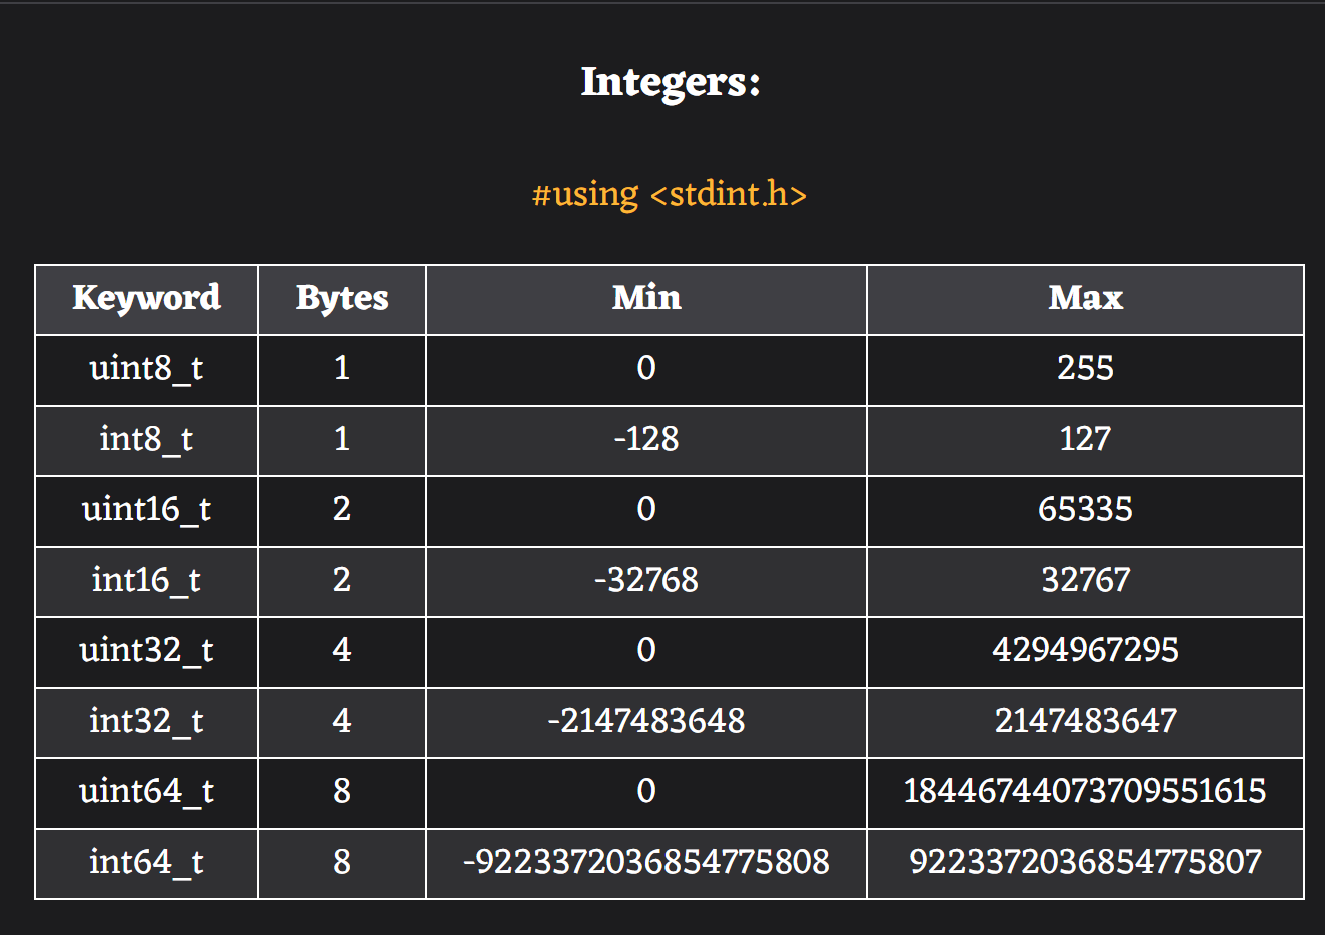 Integers:
#using <stdint.h>
Keyword Bytes Min Max
uint8_t 1 0 255
int8_t 1 -128 127
uint16_t 2 0 65335
int16_t 2 -32768 32767
uint32_t 4 0 4294967295
int32_t 4 -2147483648 2147483647
uint64_t 8 0 18446744073709551615
int64_t 8 -9223372036854775808 9223372036854775807